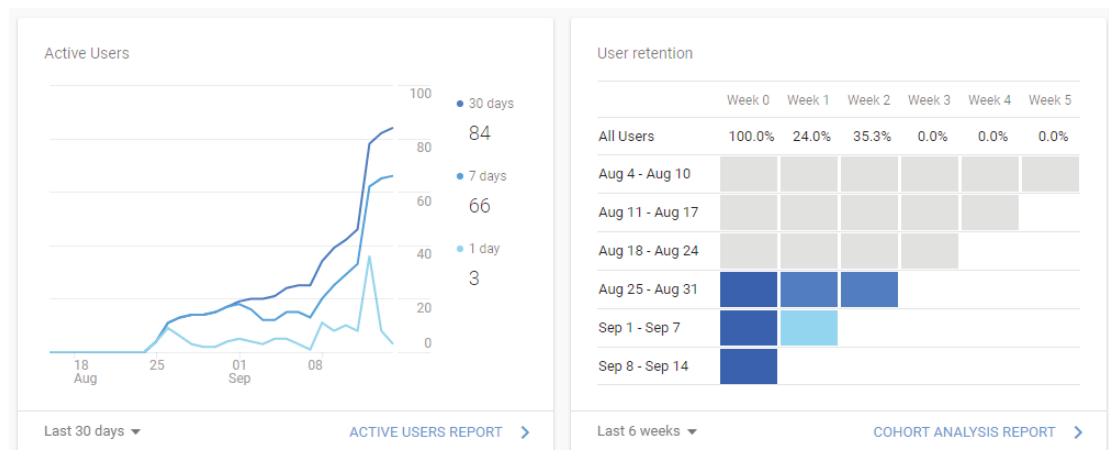 Active Users
100
80
60
40
20
0
18
Aug
25
01
Sep
08
30 days
84
7 days
66
1 day
3
Last 30 days
ACTIVE USERS REPORT
User retention
Week 0 Week 1 Week 2 Week 3 Week 4 Week 5
All Users 100.0% 24.0% 35.3% 0.0% 0.0% 0.0%
Aug 4 - Aug 10
Aug 11 - Aug 17
Aug 18 - Aug 24
Aug 25 - Aug 31
Sep 1 - Sep 7
Sep 8 - Sep 14
Last 6 weeks
COHORT ANALYSIS REPORT